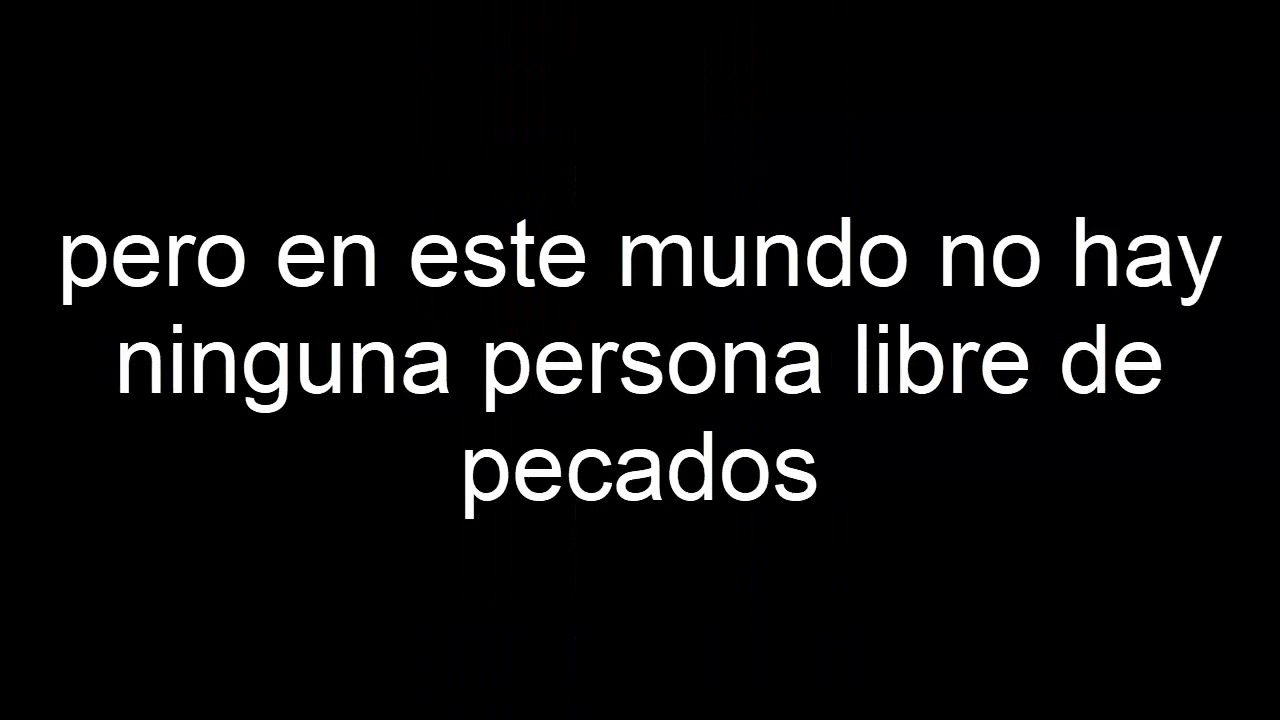 pero en este mundo no hay
ninguna persona libre de
pecados